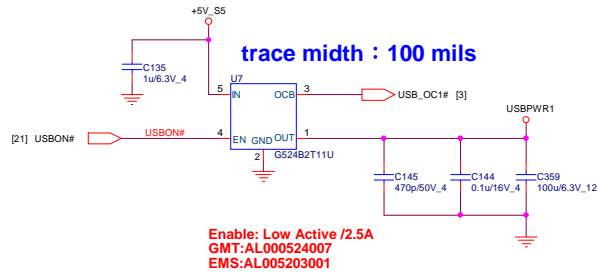 +5V_S5
trace midth：100 mils
C135
1u/6.3V_4
U7
5 IN OCB 3 USB_OC1# [3]
USBPWR1
[21] USBON# USBON# 4 EN GND OUT 1
2 G524B2T11U
C145 C144 C359
470p/50V_4 0.1u/16V_4 100u/6.3V_12
Enable: Low Active /2.5A
GMT:AL000524007
EMS:AL005203001